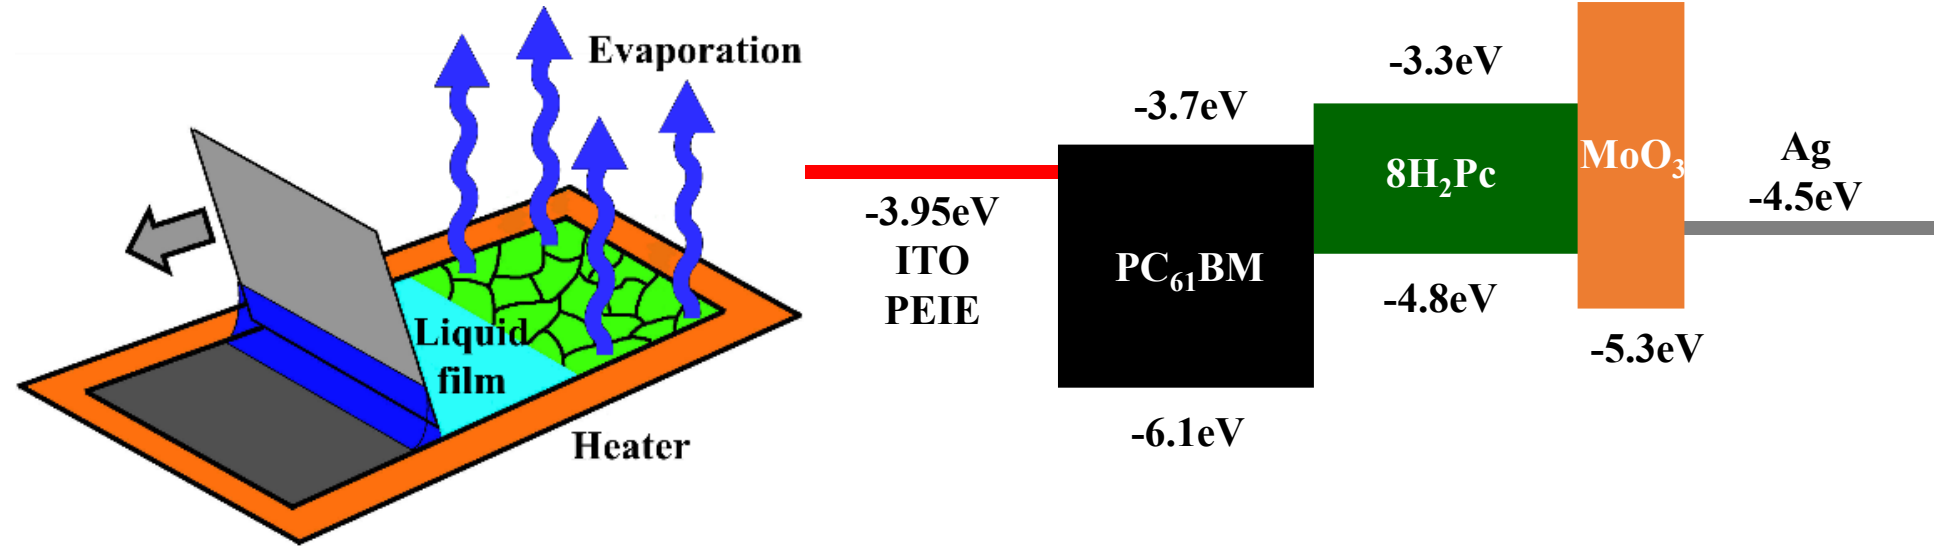 Evaporation
Liquid
film
Heater
-3.95eV
ITO
PEIE
-3.7eV
PC₆₁BM
-6.1eV
-3.3eV
8H₂Pc
-4.8eV
MoO₃
-5.3eV
Ag
-4.5eV